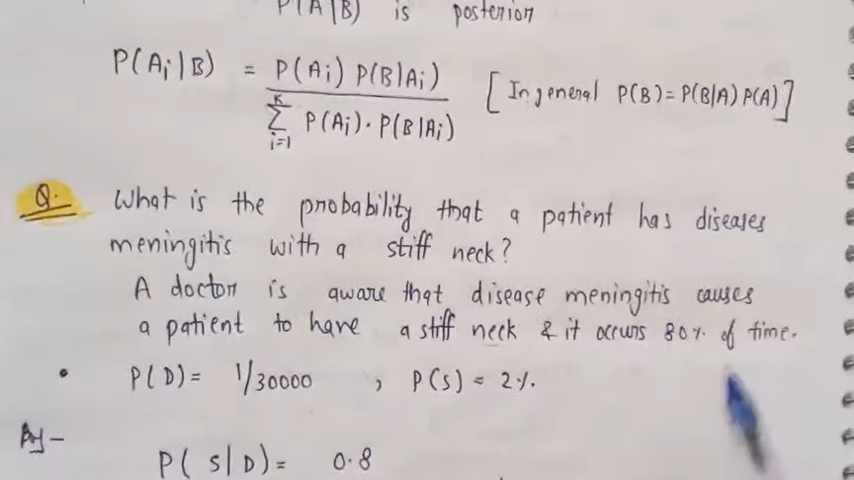 P(A|B) is posterior
P(Ai|B) = P(Ai) P(B|Ai) / K Σ i=1 P(Ai)·P(B|Ai) [In general P(B)=P(B|A)P(A)]
Q. What is the probability that a patient has diseases
meningitis with a stiff neck?
A doctor is aware that disease meningitis causes
a patient to have a stiff neck & it occurs 80% of time.
• P(D)= 1/30000 , P(S) = 2%.
P( S|D)= 0.8